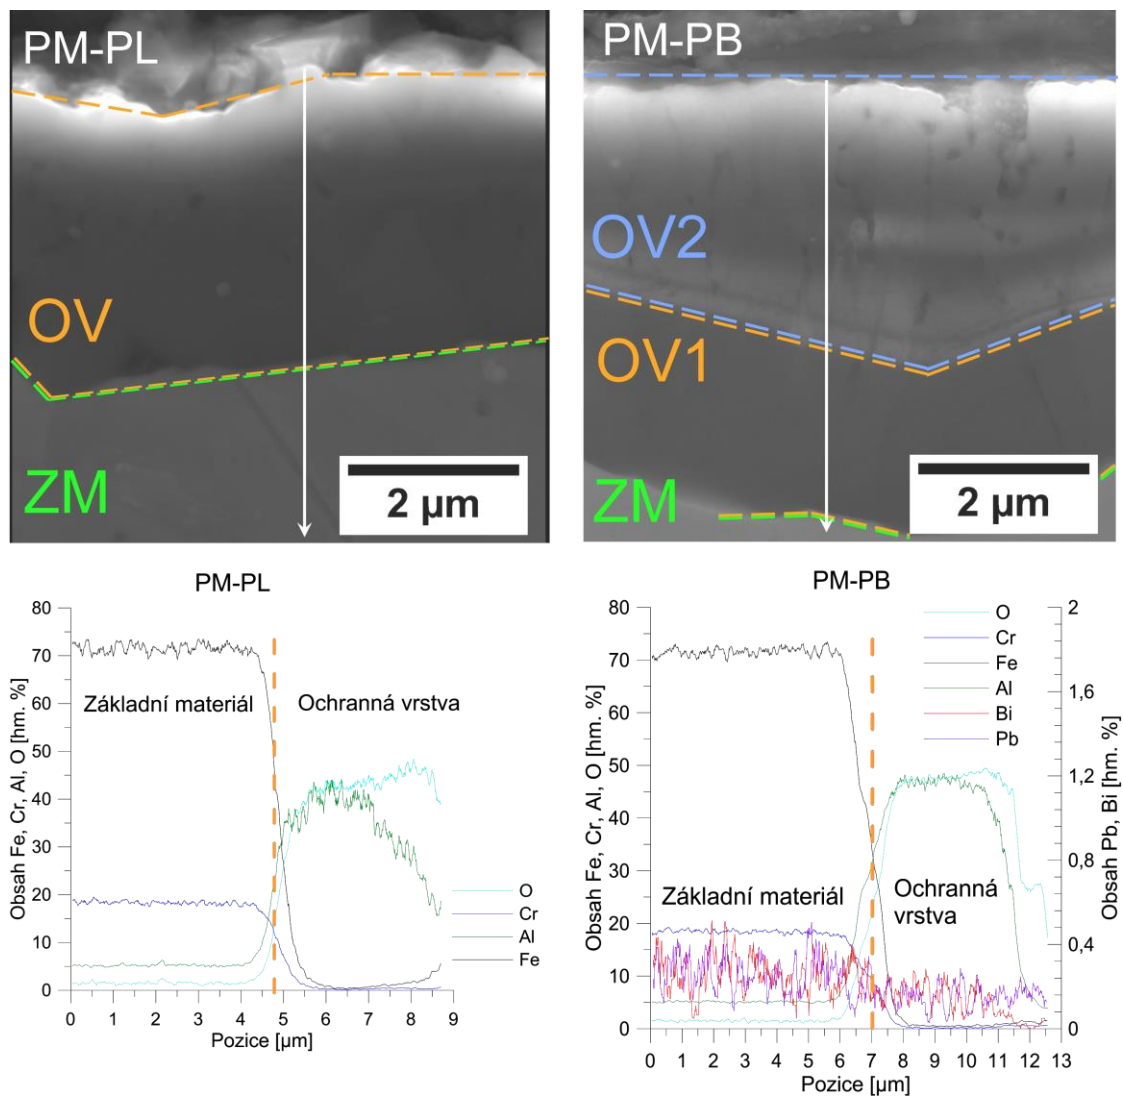 PM-PL
OV
ZM
2 µm
PM-PB
OV2
OV1
ZM
2 µm
PM-PL
Obsah Fe, Cr, Al, O [hm. %]
80
70
60
50
40
30
20
10
0
Základní materiál
Ochranná vrstva
O
Cr
Al
Fe
0 1 2 3 4 5 6 7 8 9
Pozice [µm]
PM-PB
Obsah Fe, Cr, Al, O [hm. %]
80
70
60
50
40
30
20
10
0
O
Cr
Fe
Al
Bi
Pb
Základní materiál
Ochranná
vrstva
2
1,6
1,2
0,8
0,4
0
Obsah Pb, Bi [hm. %]
0 1 2 3 4 5 6 7 8 9 10 11 12 13
Pozice [µm]